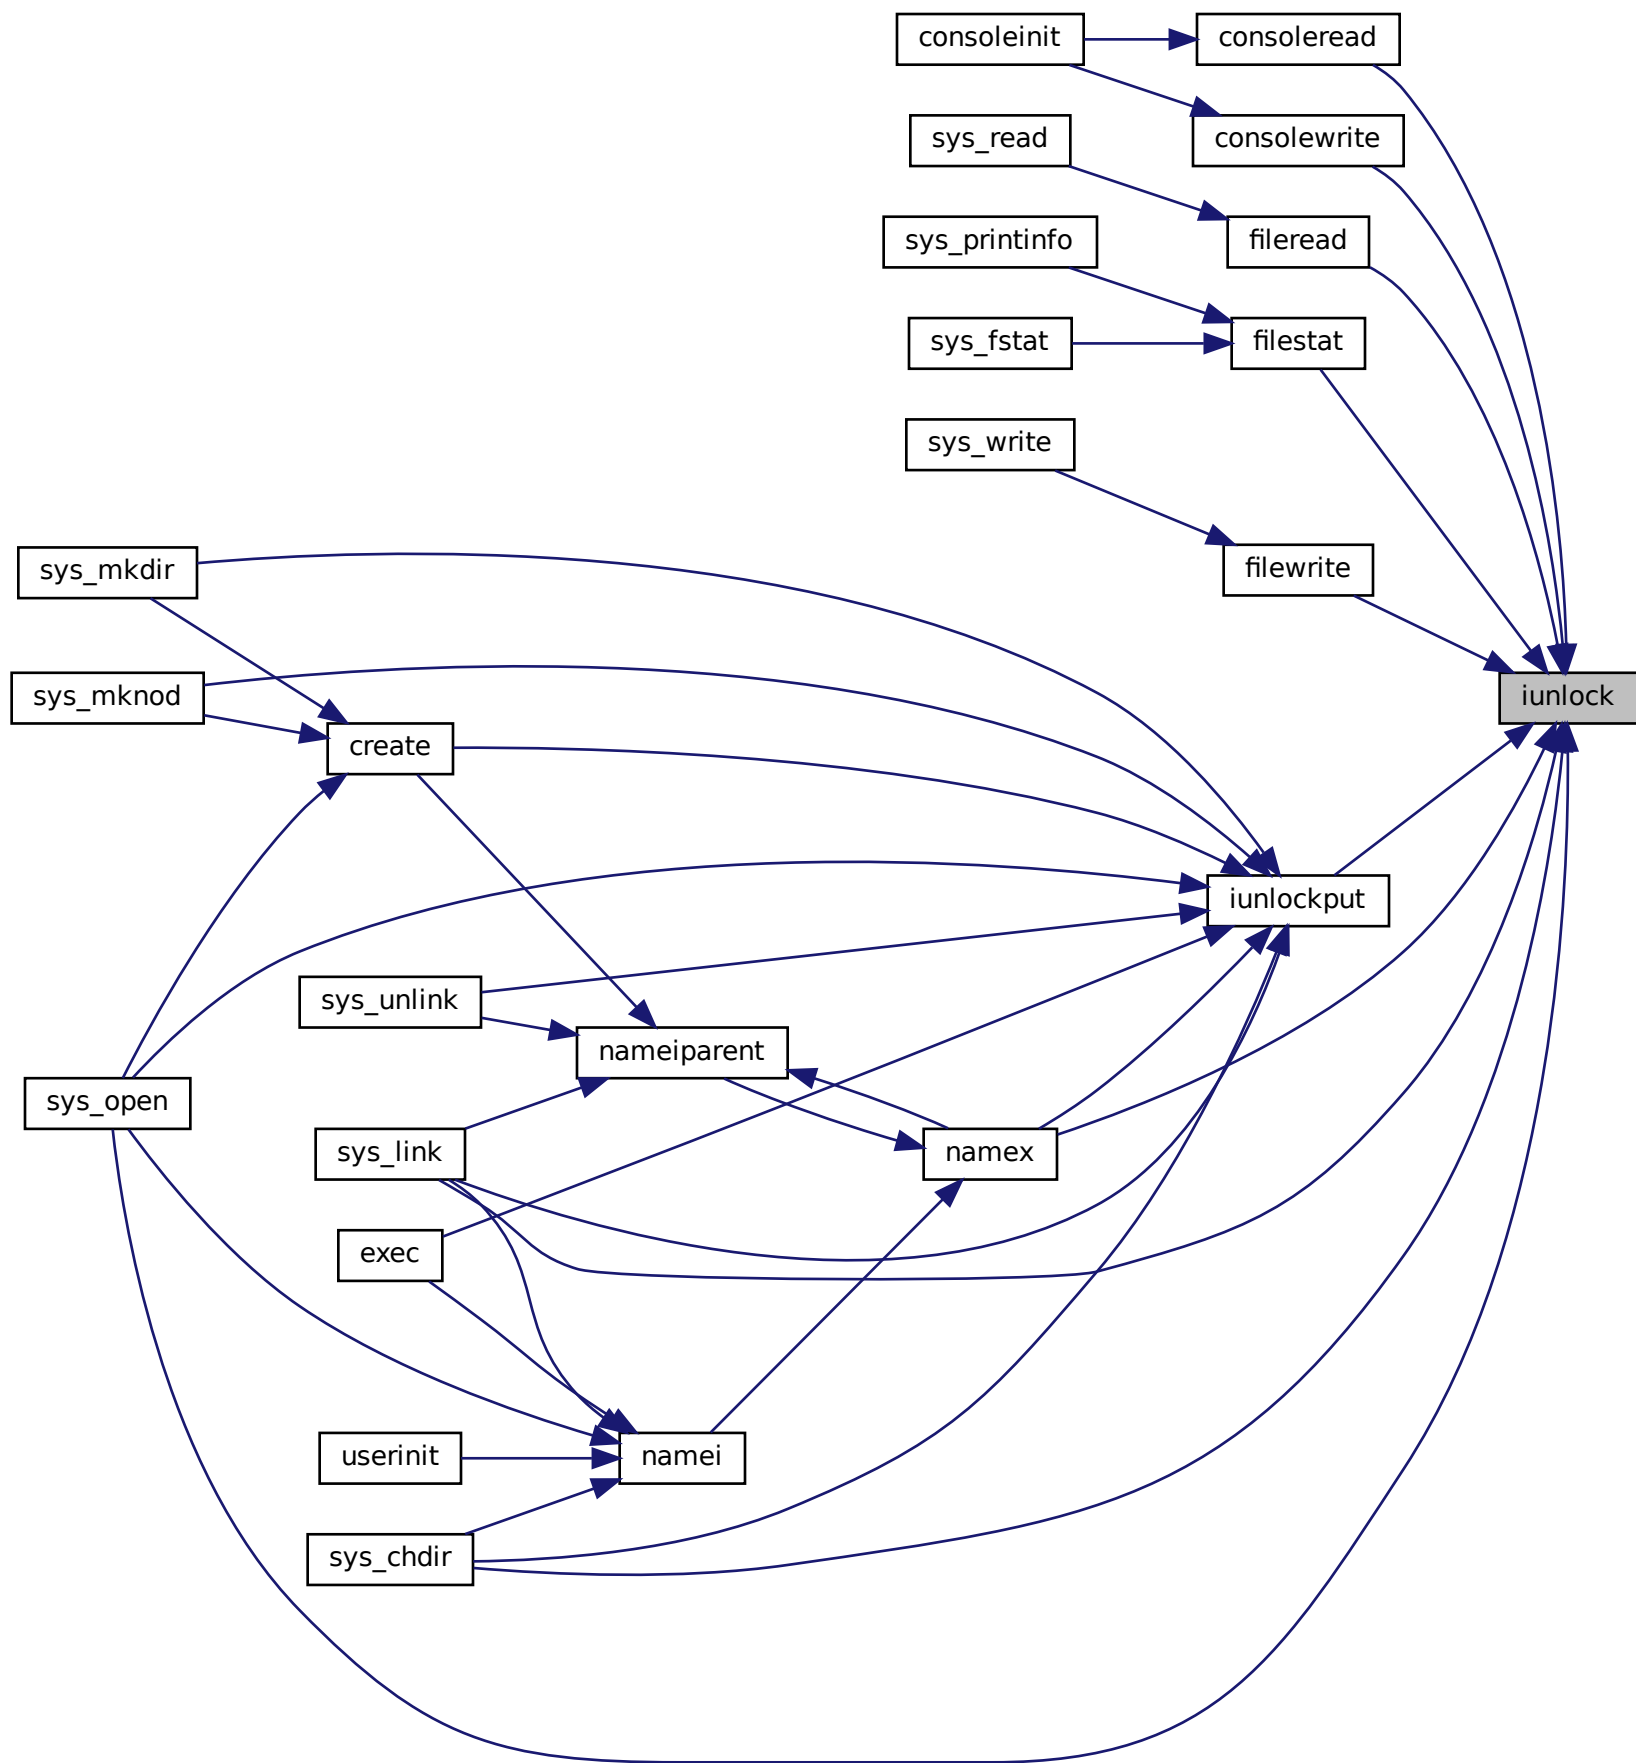 consoleinit
consoleread
consolewrite
sys_read
fileread
sys_printinfo
filestat
sys_fstat
sys_write
filewrite
sys_mkdir
sys_mknod
iunlock
create
iunlockput
sys_unlink
nameiparent
sys_open
sys_link
namex
exec
userinit
namei
sys_chdir